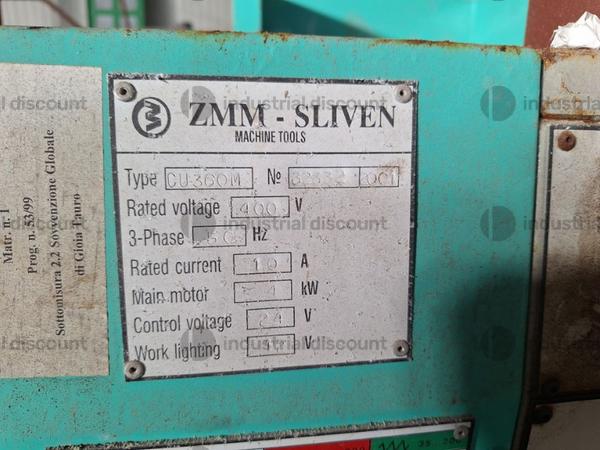 Matr. n. 1
Prog. n. 53/99
Sottomisura 2.2 Sovvenzione Globale
di Gioia Tauro
ZMM - SLIVEN
MACHINE TOOLS
Type CU360M №
Rated voltage 400 V
3-Phase 50 Hz
Rated current 10 A
Main motor kW
Control voltage 24 V
Work lighting V
industrial discount